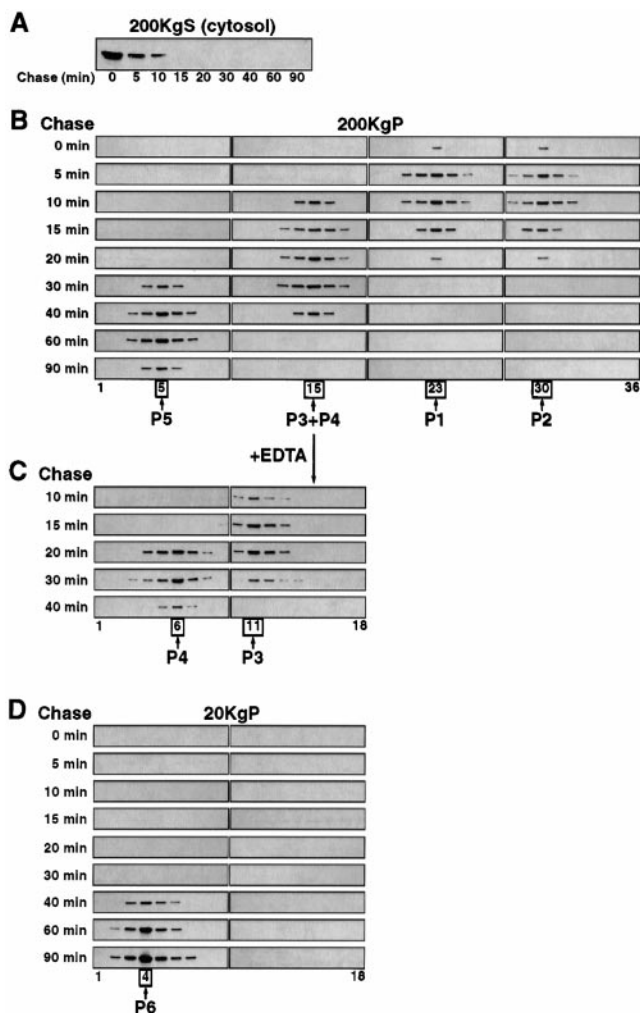 A
200KgS (cytosol)
Chase (min) 0 5 10 15 20 30 40 60 90
B Chase 200KgP
0 min
5 min
10 min
15 min
20 min
30 min
40 min
60 min
90 min
1 5 15 23 30 36
P5 P3+P4 P1 P2
+EDTA
C Chase
10 min
15 min
20 min
30 min
40 min
1 6 11 18
P4 P3
D Chase 20KgP
0 min
5 min
10 min
15 min
20 min
30 min
40 min
60 min
90 min
1 4 18
P6